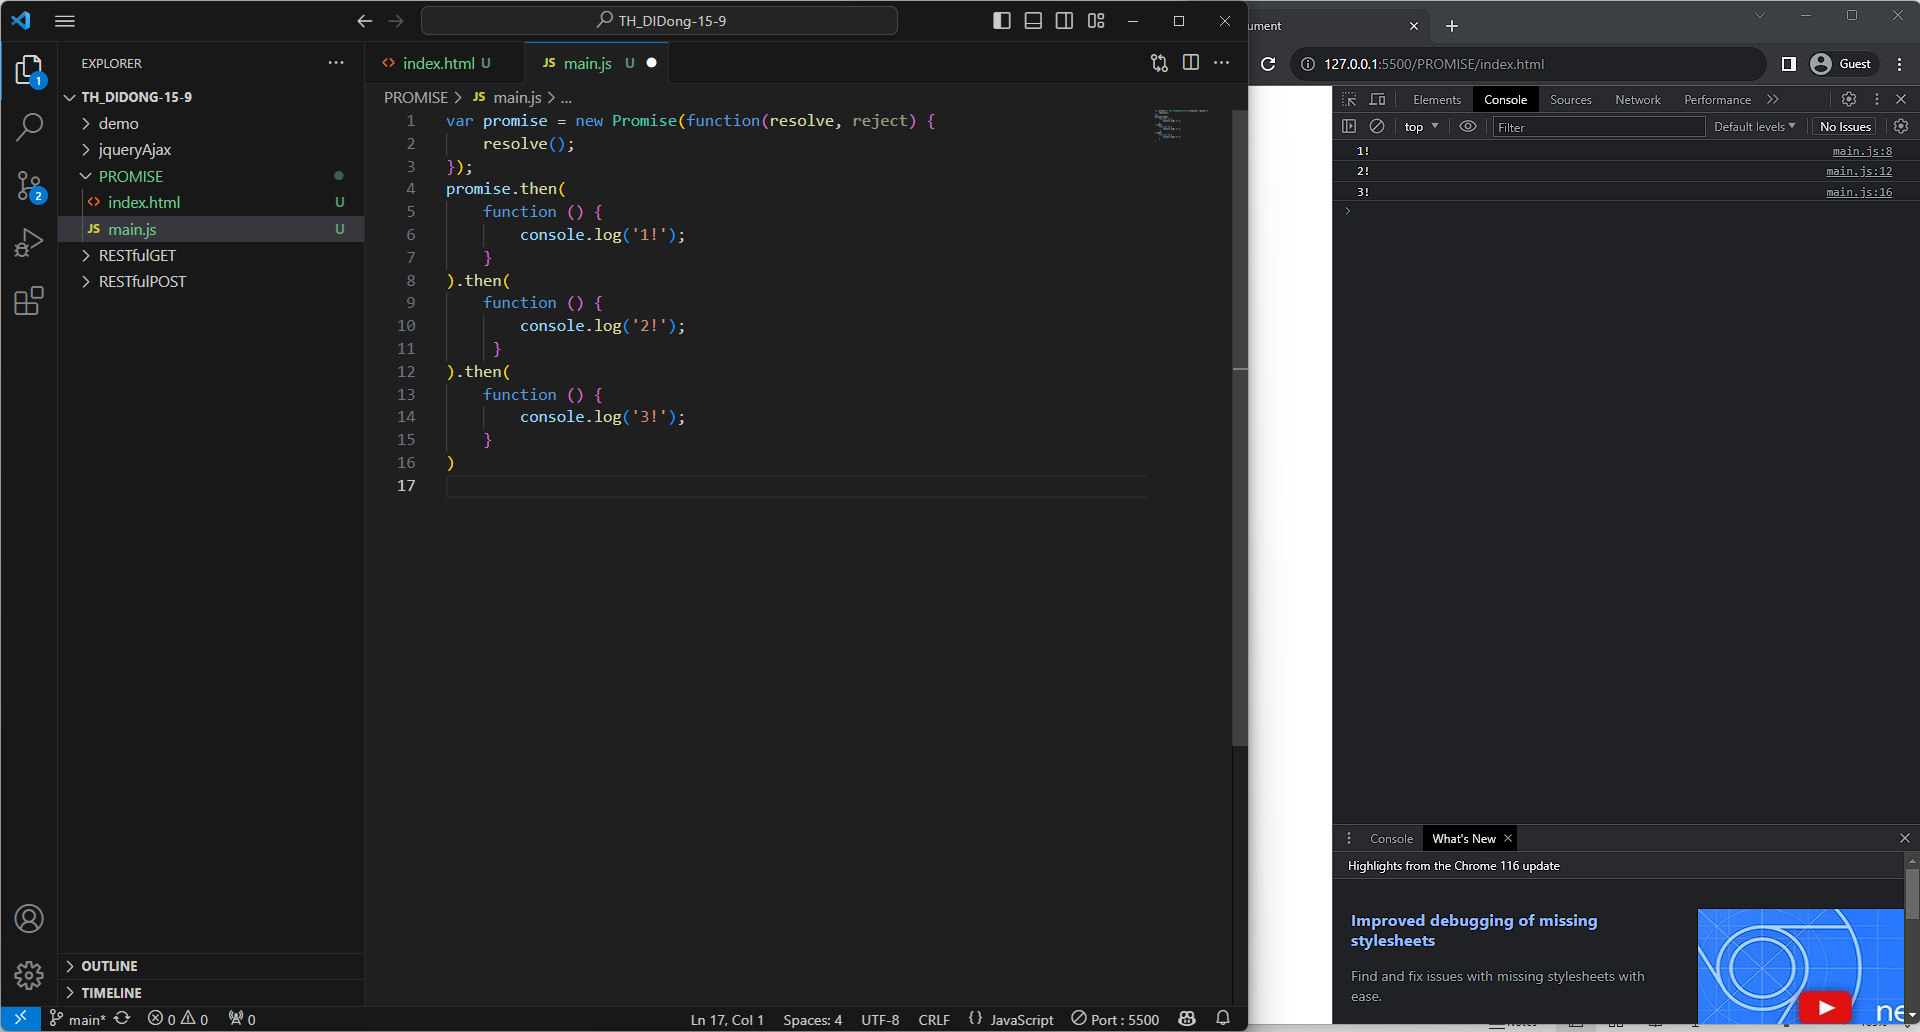 TH_DIDong-15-9
EXPLORER
TH_DIDONG-15-9
demo
jqueryAjax
PROMISE
<> index.html U
JS main.js U
RESTfulGET
RESTfulPOST
OUTLINE
TIMELINE
<> index.html U
JS main.js U
PROMISE > JS main.js > ...
1 var promise = new Promise(function(resolve, reject) {
2 resolve();
3 });
4 promise.then(
5 function () {
6 console.log('1!');
7 }
8 ).then(
9 function () {
10 console.log('2!');
11 }
12 ).then(
13 function () {
14 console.log('3!');
15 }
16 )
17
1
2
main* 0 0 0
Ln 17, Col 1 Spaces: 4 UTF-8 CRLF {} JavaScript Port : 5500
ument
127.0.0.1:5500/PROMISE/index.html Guest
Elements Console Sources Network Performance
top Filter Default levels No Issues
1! main.js:8
2! main.js:12
3! main.js:16
Console What's New
Highlights from the Chrome 116 update
Improved debugging of missing
stylesheets
Find and fix issues with missing stylesheets with
ease.
ne